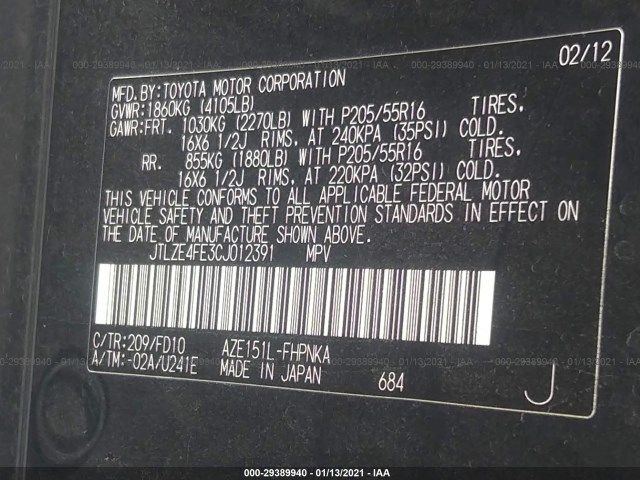 02/12
MFD.BY:TOYOTA MOTOR CORPORATION
GVWR:1860KG (4105LB)
GAWR:FRT. 1030KG (2270LB) WITH P205/55R16 TIRES,
16X6 1/2J RIMS, AT 240KPA (35PSI) COLD.
RR. 855KG (1880LB) WITH P205/55R16 TIRES,
16X6 1/2J RIMS, AT 220KPA (32PSI) COLD.
THIS VEHICLE CONFORMS TO ALL APPLICABLE FEDERAL MOTOR
VEHICLE SAFETY AND THEFT PREVENTION STANDARDS IN EFFECT ON
THE DATE OF MANUFACTURE SHOWN ABOVE.
JTLZE4FE3CJ012391 MPV
C/TR:209/FD10 AZE151L-FHPNKA
A/TM:-02A/U241E MADE IN JAPAN 684 J
000-29389940 - 01/13/2021 - IAA